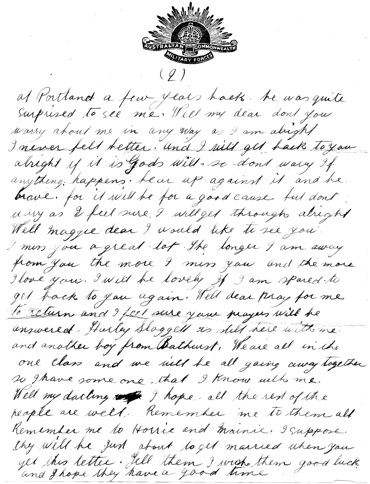 AUSTRALIAN COMMONWEALTH
MILITARY FORCES
(2)
at Portland a few years back. he was quite
surprised to see me. Well my dear dont you
worry about me in any way as I am alright
I never felt better. and I will get back to you
alright if it is Gods will. so dont wary If
anything happens. bear up against it and be
brave. for it will be for a good cause but dont
wary as I feel sure I will get through alright
Well Maggie dear I would like to see you.
I miss you a great lot the longer I am away
from you the more I miss you and the more
I love you. I will be lovely if I am spared to
get back to you again. Well dear pray for me
to return and I feel sure your prayers will be
answered. Hurley Slaggett is still here with me
and another boy from Bathurst. We are all in the
one class and we will be all going away together
so I have some one that I know with me.
Well my darling I hope all the rest of the
people are well. Remember me to them all
Remember me to Horrie and Mainie. I suppose
they will be just about to get married when you
get this letter. Tell them I wish them good luck
and I hope they have a good time